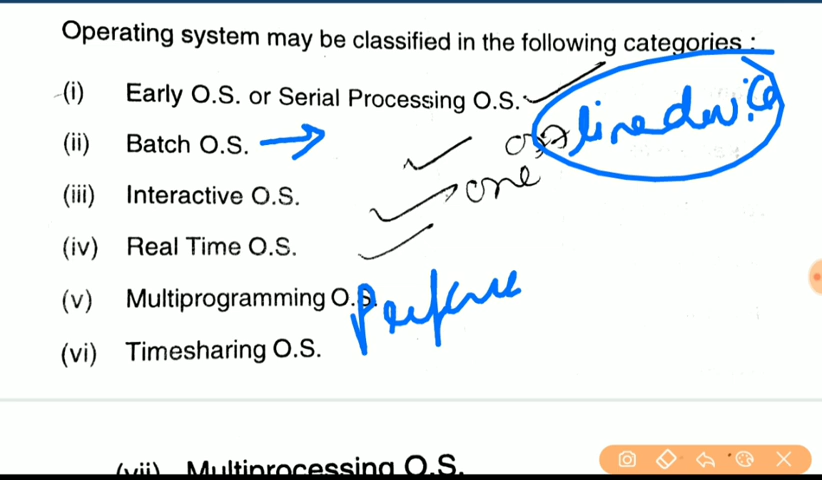 Operating system may be classified in the following categories :
(i) Early O.S. or Serial Processing O.S.
(ii) Batch O.S.
(iii) Interactive O.S.
one
(iv) Real Time O.S.
(v) Multiprogramming O.S.
(vi) Timesharing O.S.
(vii) Multiprocessing O.S.